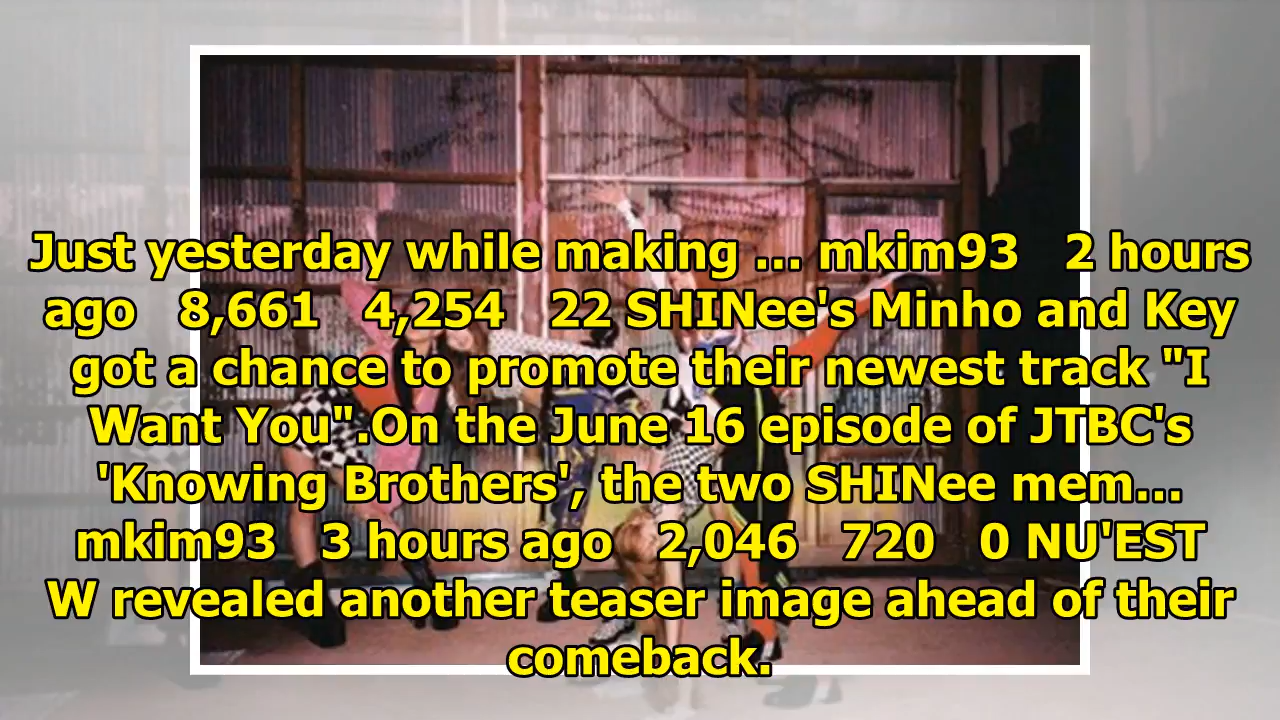 Just yesterday while making ... mkim93 2 hours
ago 8,661 4,254 22 SHINee's Minho and Key
got a chance to promote their newest track "I
Want You".On the June 16 episode of JTBC's
'Knowing Brothers', the two SHINee mem...
mkim93 3 hours ago 2,046 720 0 NU'EST
W revealed another teaser image ahead of their
comeback.